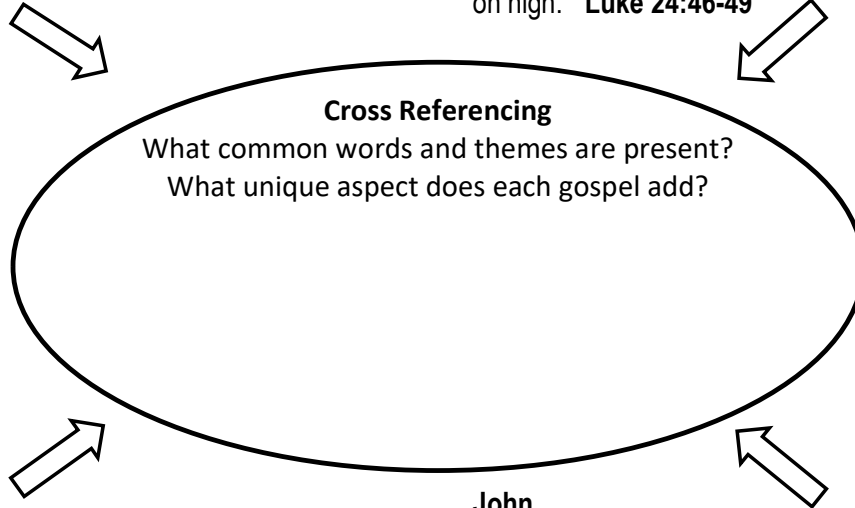 on high.” Luke 24:46-49
Cross Referencing
What common words and themes are present?
What unique aspect does each gospel add?
John